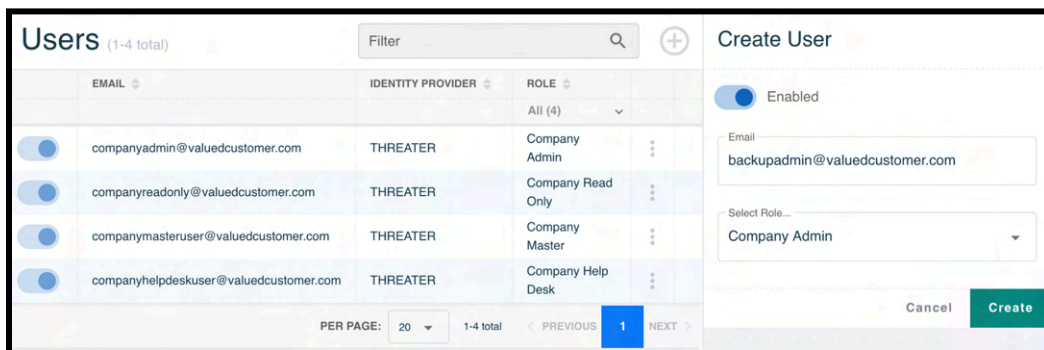 Users (1-4 total)
Filter
EMAIL IDENTITY PROVIDER ROLE
All (4)
companyadmin@valuedcustomer.com THREATER Company
Admin
companyreadonly@valuedcustomer.com THREATER Company Read
Only
companymasteruser@valuedcustomer.com THREATER Company
Master
companyhelpdeskuser@valuedcustomer.com THREATER Company Help
Desk
PER PAGE: 20 1-4 total PREVIOUS 1 NEXT
Create User
Enabled
Email
backupadmin@valuedcustomer.com
Select Role...
Company Admin
Cancel Create